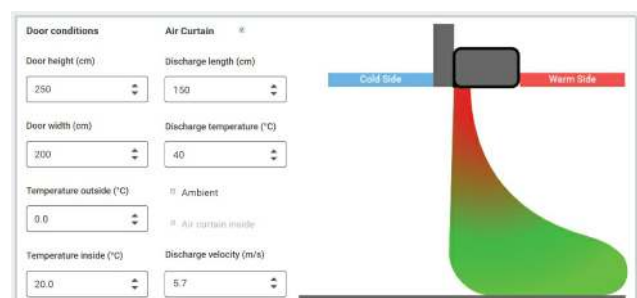 Door conditions
Air Curtain
Door height (cm)
Discharge length (cm)
250
150
Cold Side
Warm Side
Door width (cm)
Discharge temperature (°C)
200
40
Temperature outside (°C)
Ambient
0.0
Air curtain inside
Temperature inside (°C)
Discharge velocity (m/s)
20.0
5.7